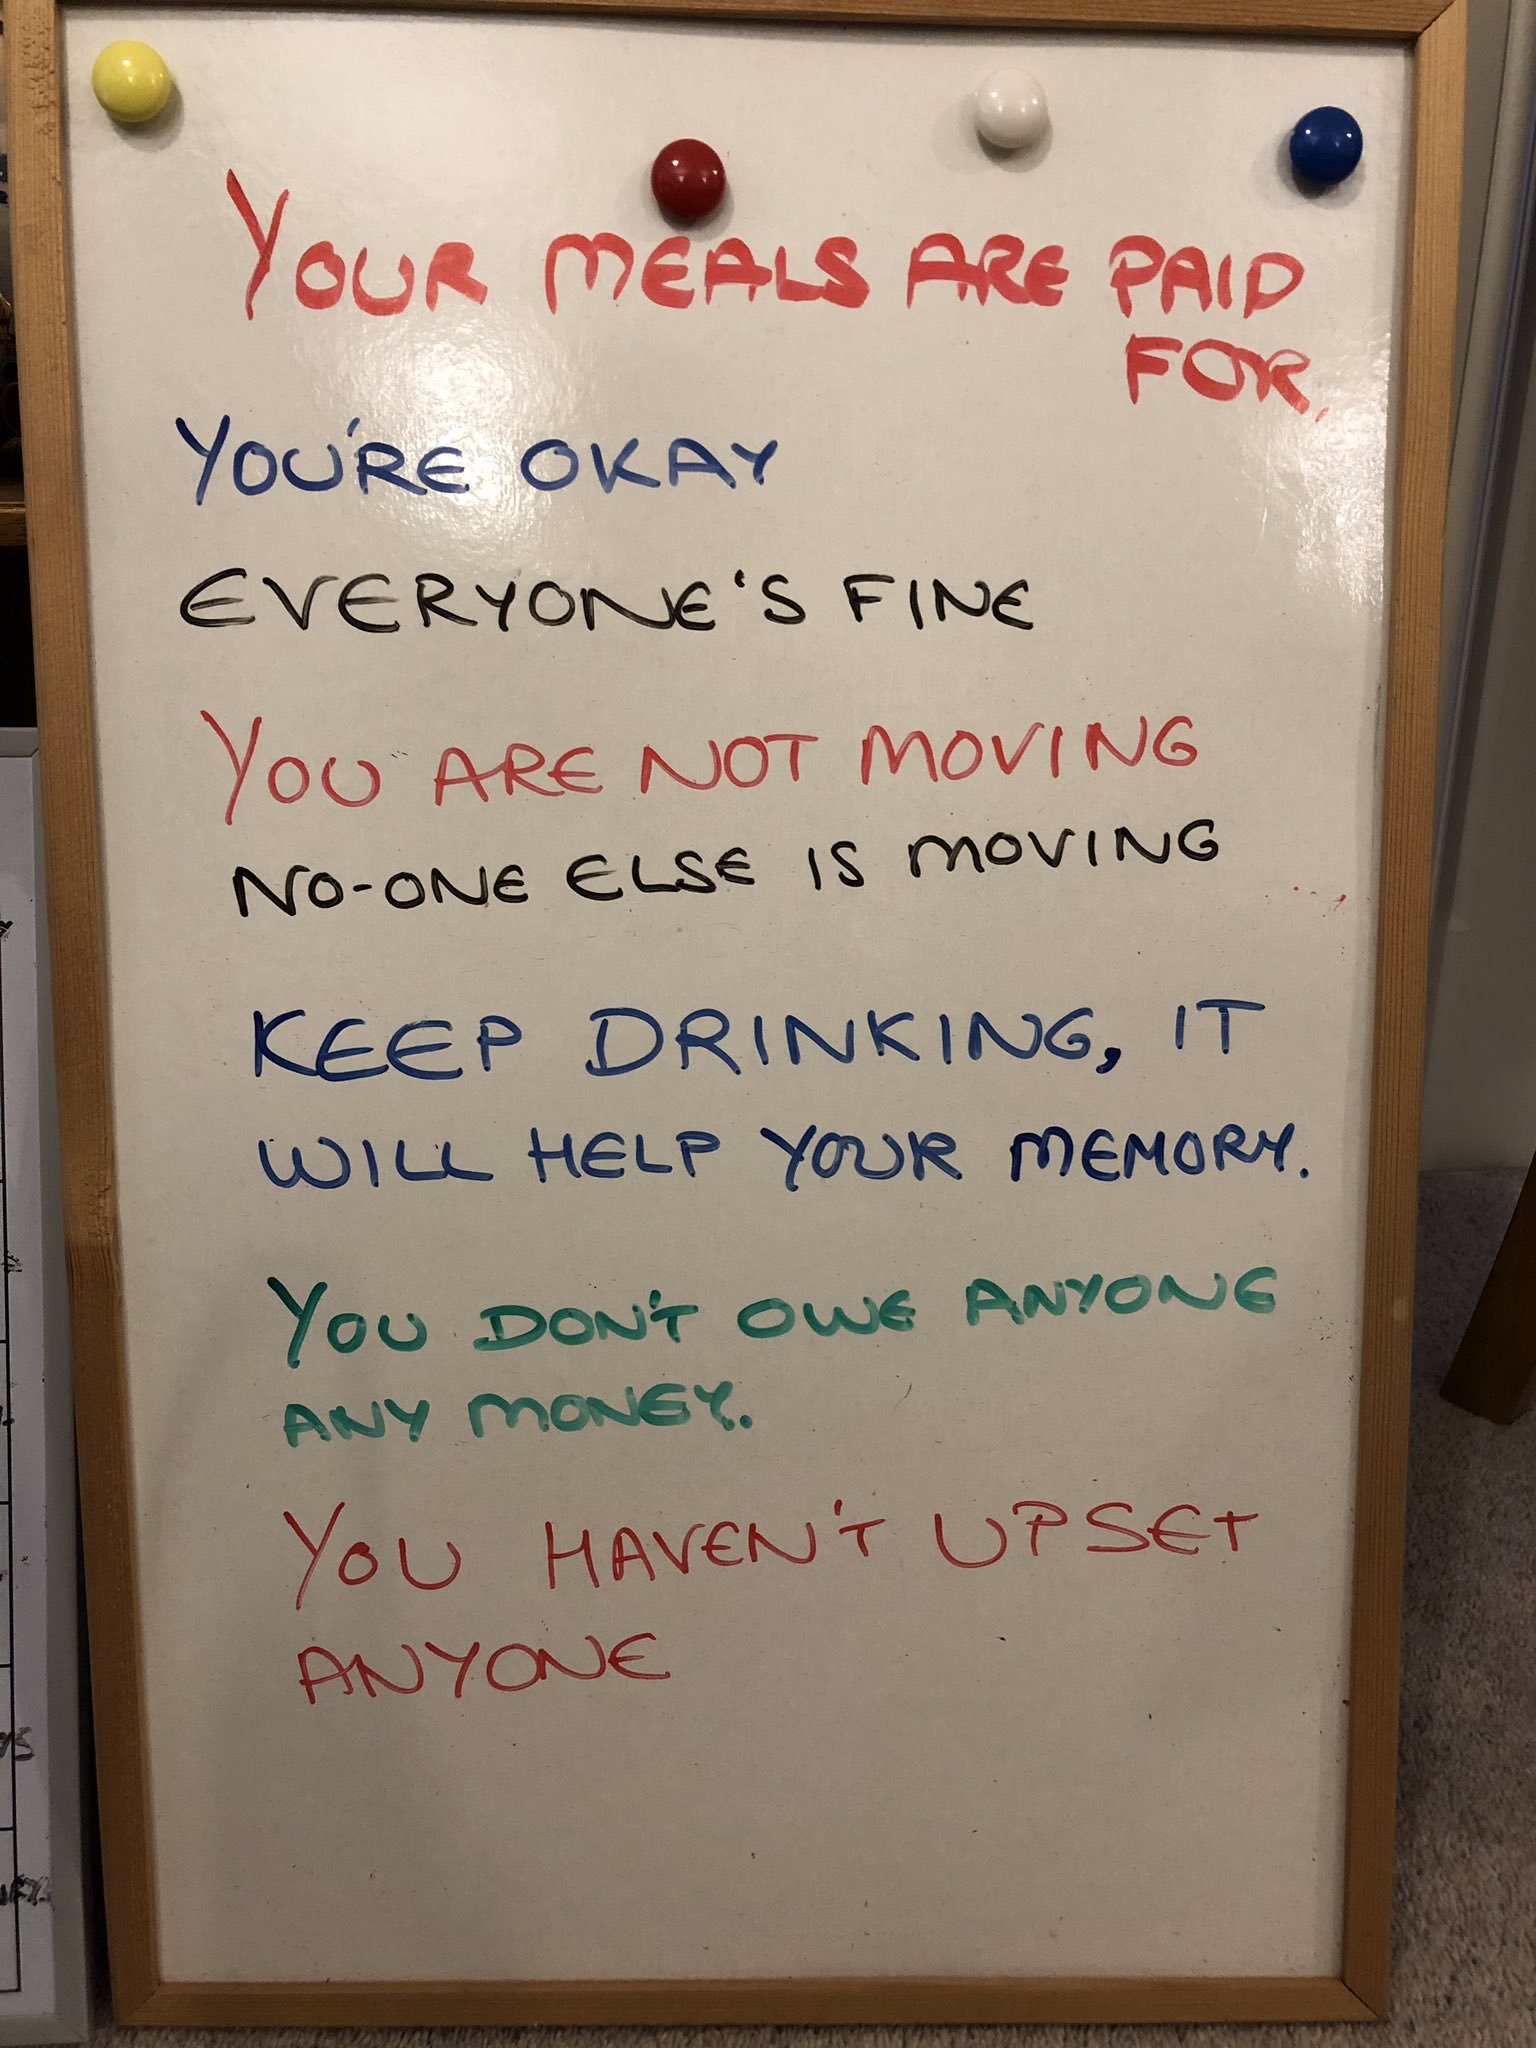 YOUR MEALS ARE PAID
FOR.
YOU'RE OKAY
EVERYONE'S FINE
YOU ARE NOT MOVING
NO-ONE ELSE IS MOVING
KEEP DRINKING, IT
WILL HELP YOUR MEMORY.
YOU DON'T OWE ANYONE
ANY MONEY.
YOU HAVEN'T UPSET
ANYONE